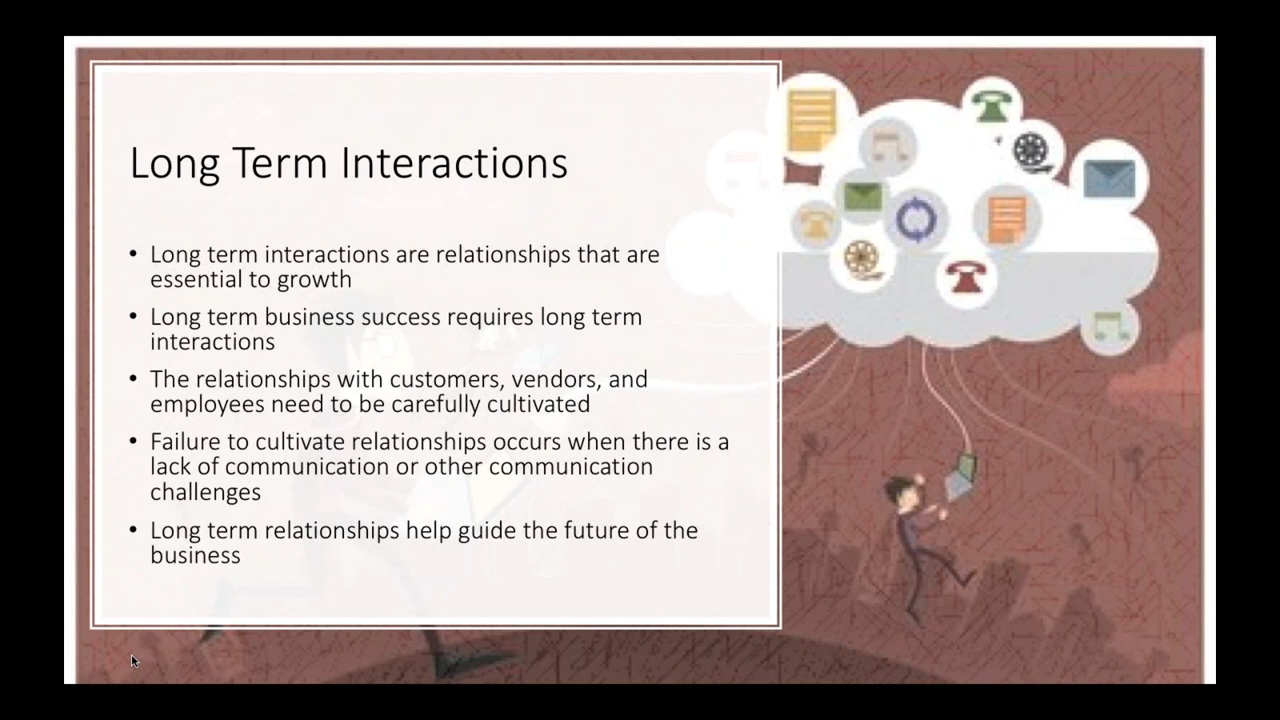 Long Term Interactions
• Long term interactions are relationships that are
essential to growth
• Long term business success requires long term
interactions
• The relationships with customers, vendors, and
employees need to be carefully cultivated
• Failure to cultivate relationships occurs when there is a
lack of communication or other communication
challenges
• Long term relationships help guide the future of the
business